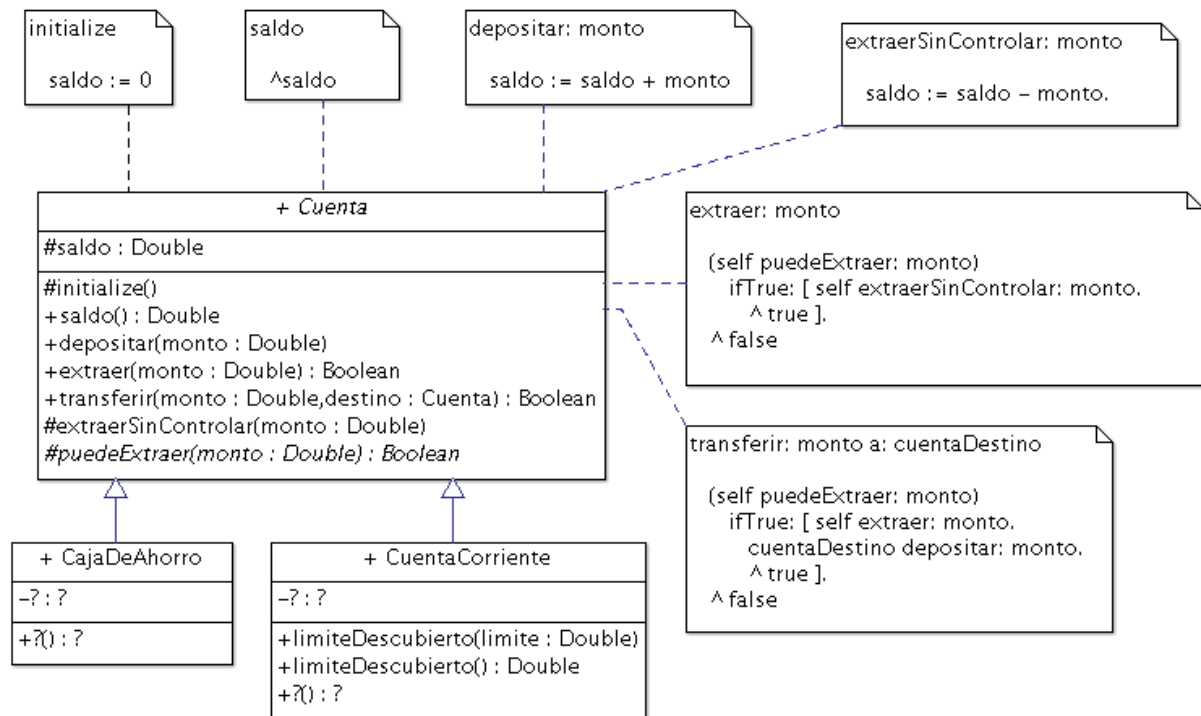 initialize
saldo := 0
saldo
^saldo
depositar: monto
saldo := saldo + monto
extraerSinControlar: monto
saldo := saldo – monto.
+ Cuenta
#saldo : Double
#initialize()
+saldo() : Double
+depositar(monto : Double)
+extraer(monto : Double) : Boolean
+transferir(monto : Double,destino : Cuenta) : Boolean
#extraerSinControlar(monto : Double)
#puedeExtraer(monto : Double) : Boolean
extraer: monto
(self puedeExtraer: monto)
ifTrue: [ self extraerSinControlar: monto.
^ true ].
^ false
transferir: monto a: cuentaDestino
(self puedeExtraer: monto)
ifTrue: [ self extraer: monto.
cuentaDestino depositar: monto.
^ true ].
^ false
+ CajaDeAhorro
–? : ?
+?() : ?
+ CuentaCorriente
–? : ?
+limiteDescubierto(limite : Double)
+limiteDescubierto() : Double
+?() : ?